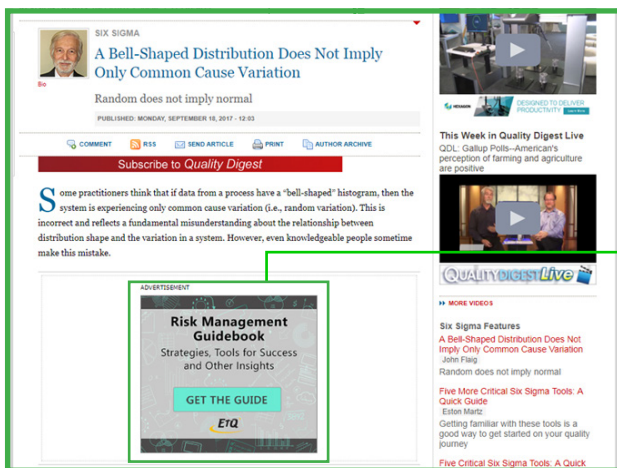 SIX SIGMA
A Bell-Shaped Distribution Does Not Imply
Only Common Cause Variation
Bio
Random does not imply normal
PUBLISHED: MONDAY, SEPTEMBER 18, 2017 - 12:03
COMMENT RSS SEND ARTICLE PRINT AUTHOR ARCHIVE
Subscribe to Quality Digest
Some practitioners think that if data from a process have a “bell-shaped” histogram, then the
system is experiencing only common cause variation (i.e., random variation). This is
incorrect and reflects a fundamental misunderstanding about the relationship between
distribution shape and the variation in a system. However, even knowledgeable people sometime
make this mistake.
ADVERTISEMENT
Risk Management
Guidebook
Strategies, Tools for Success
and Other Insights
GET THE GUIDE
EtQ
HEXAGON
DESIGNED TO DELIVER
PRODUCTIVITY
This Week in Quality Digest Live
QDL: Gallup Polls--American's
perception of farming and agriculture
are positive
QUALITY DIGEST Live
MORE VIDEOS
Six Sigma Features
A Bell-Shaped Distribution Does Not
Imply Only Common Cause Variation
John Flaig
Random does not imply normal
Five More Critical Six Sigma Tools: A
Quick Guide
Eston Martz
Getting familiar with these tools is a
good way to get started on your quality
journey
Five Critical Six Sigma Tools: A Quick